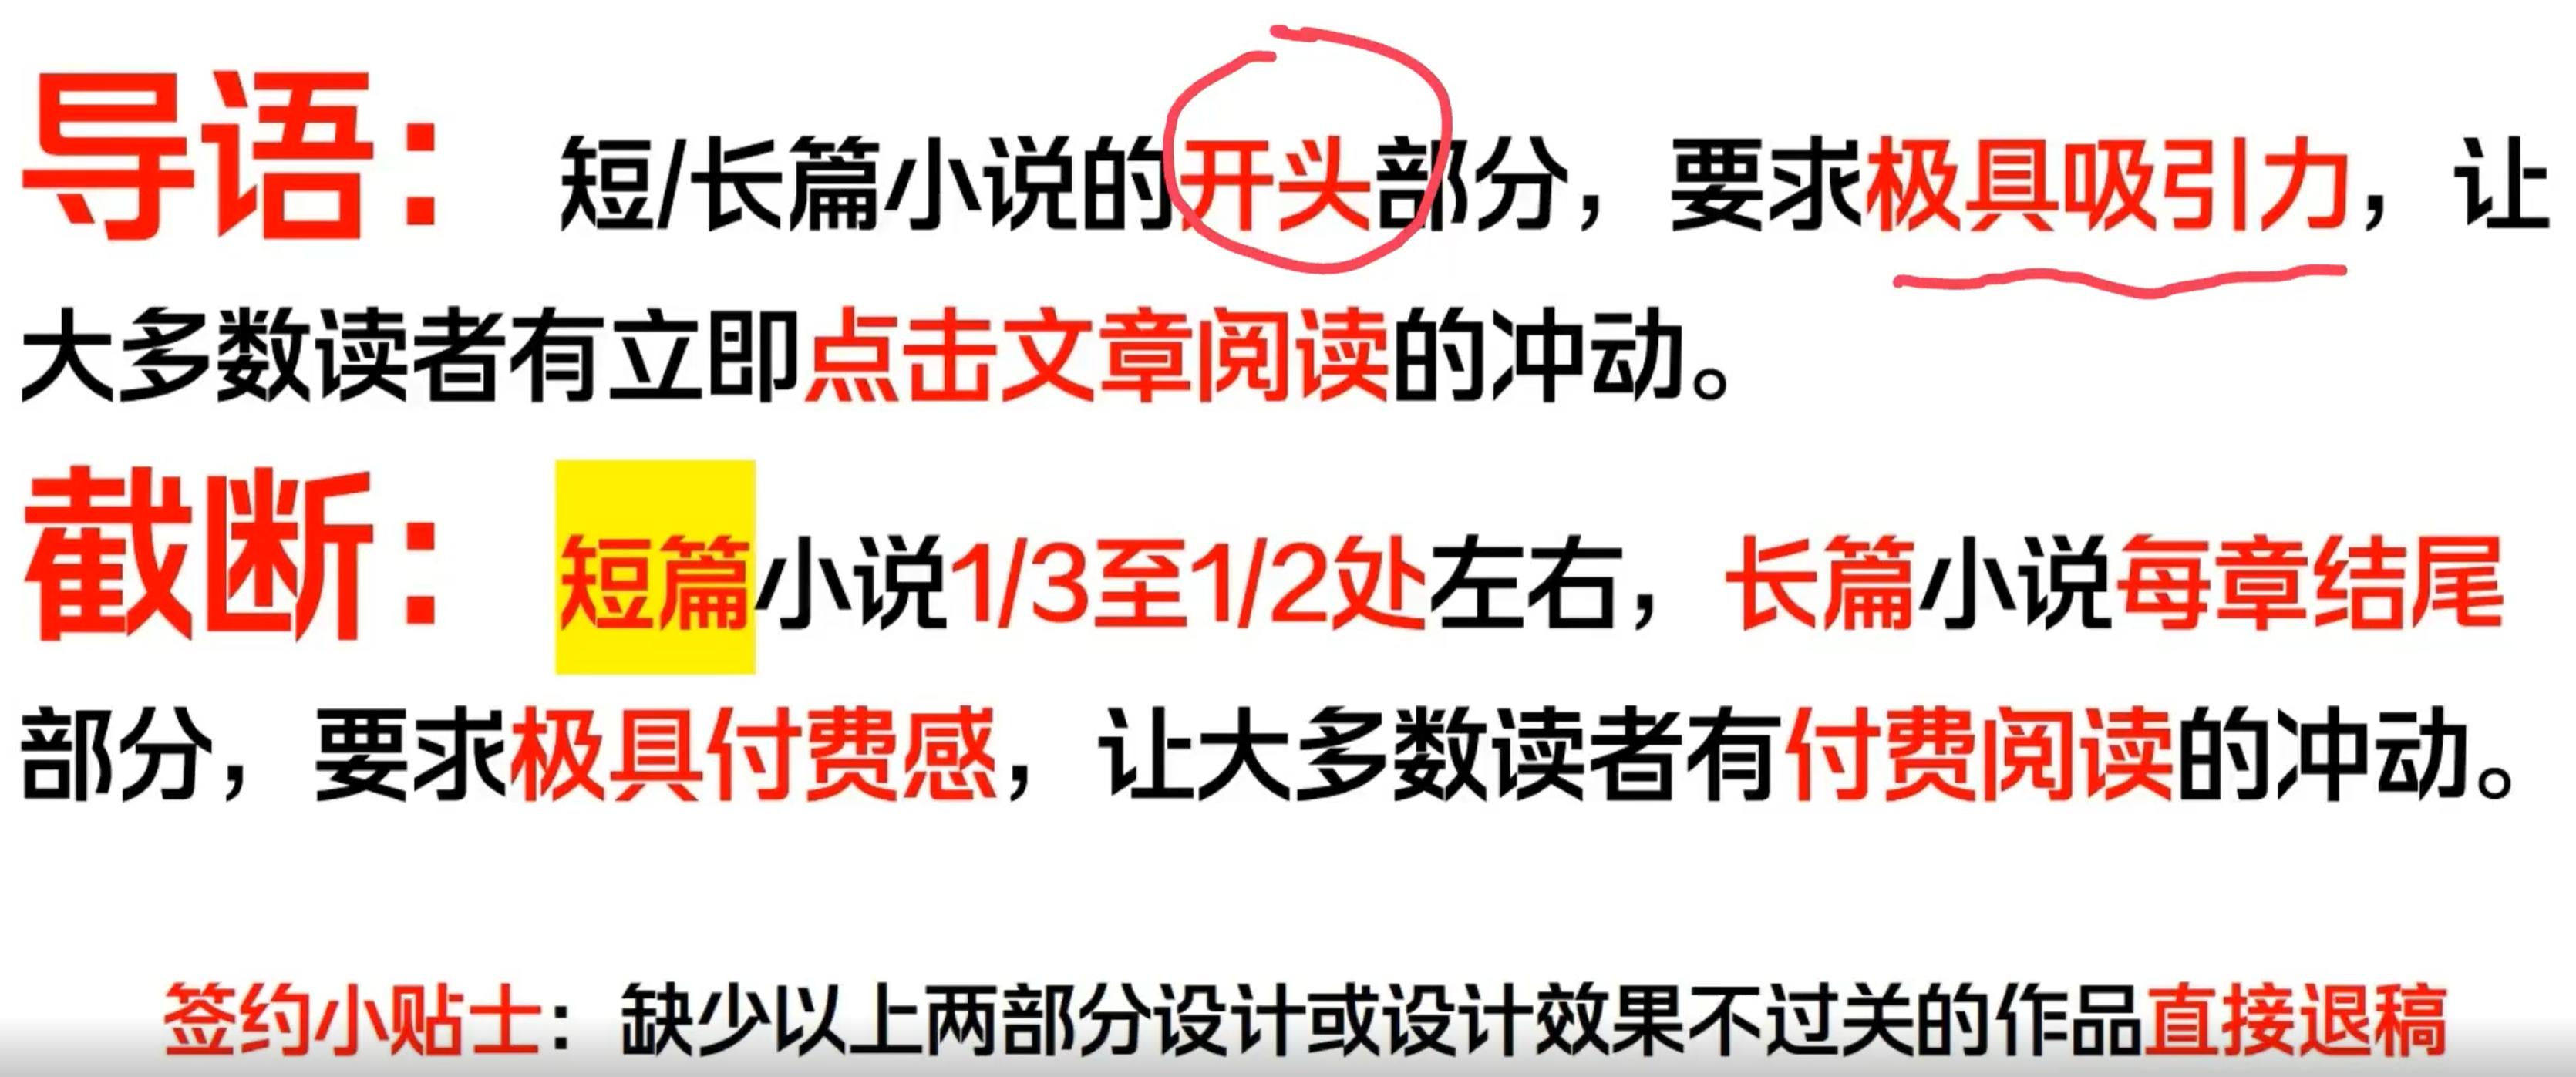 导语：短/长篇小说的开头部分，要求极具吸引力，让
大多数读者有立即点击文章阅读的冲动。
截断：短篇小说1/3至1/2处左右，长篇小说每章结尾
部分，要求极具付费感，让大多数读者有付费阅读的冲动。
签约小贴士：缺少以上两部分设计或设计效果不过关的作品直接退稿